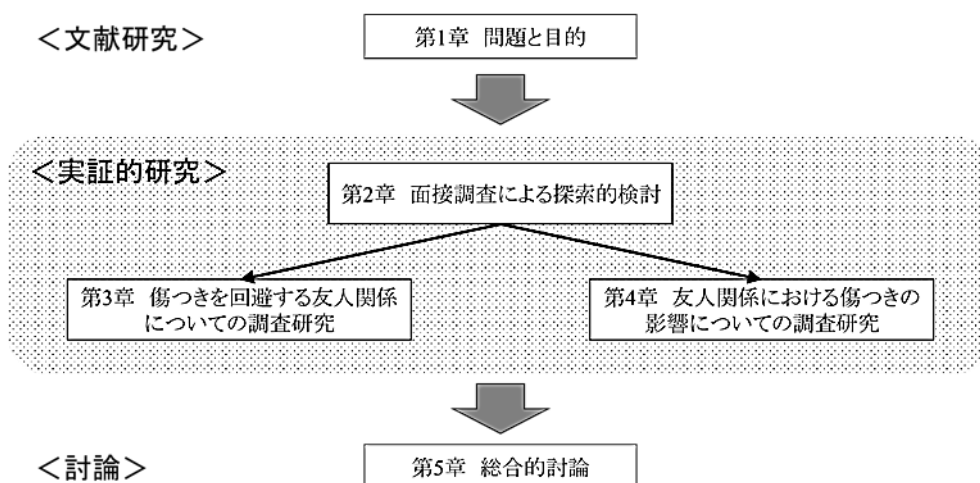 <文献研究>
第1章 問題と目的
<実証的研究>
第2章 面接調査による探索的検討
第3章 傷つきを回避する友人関係
についての調査研究
第4章 友人関係における傷つきの
影響についての調査研究
<討論>
第5章 総合的討論